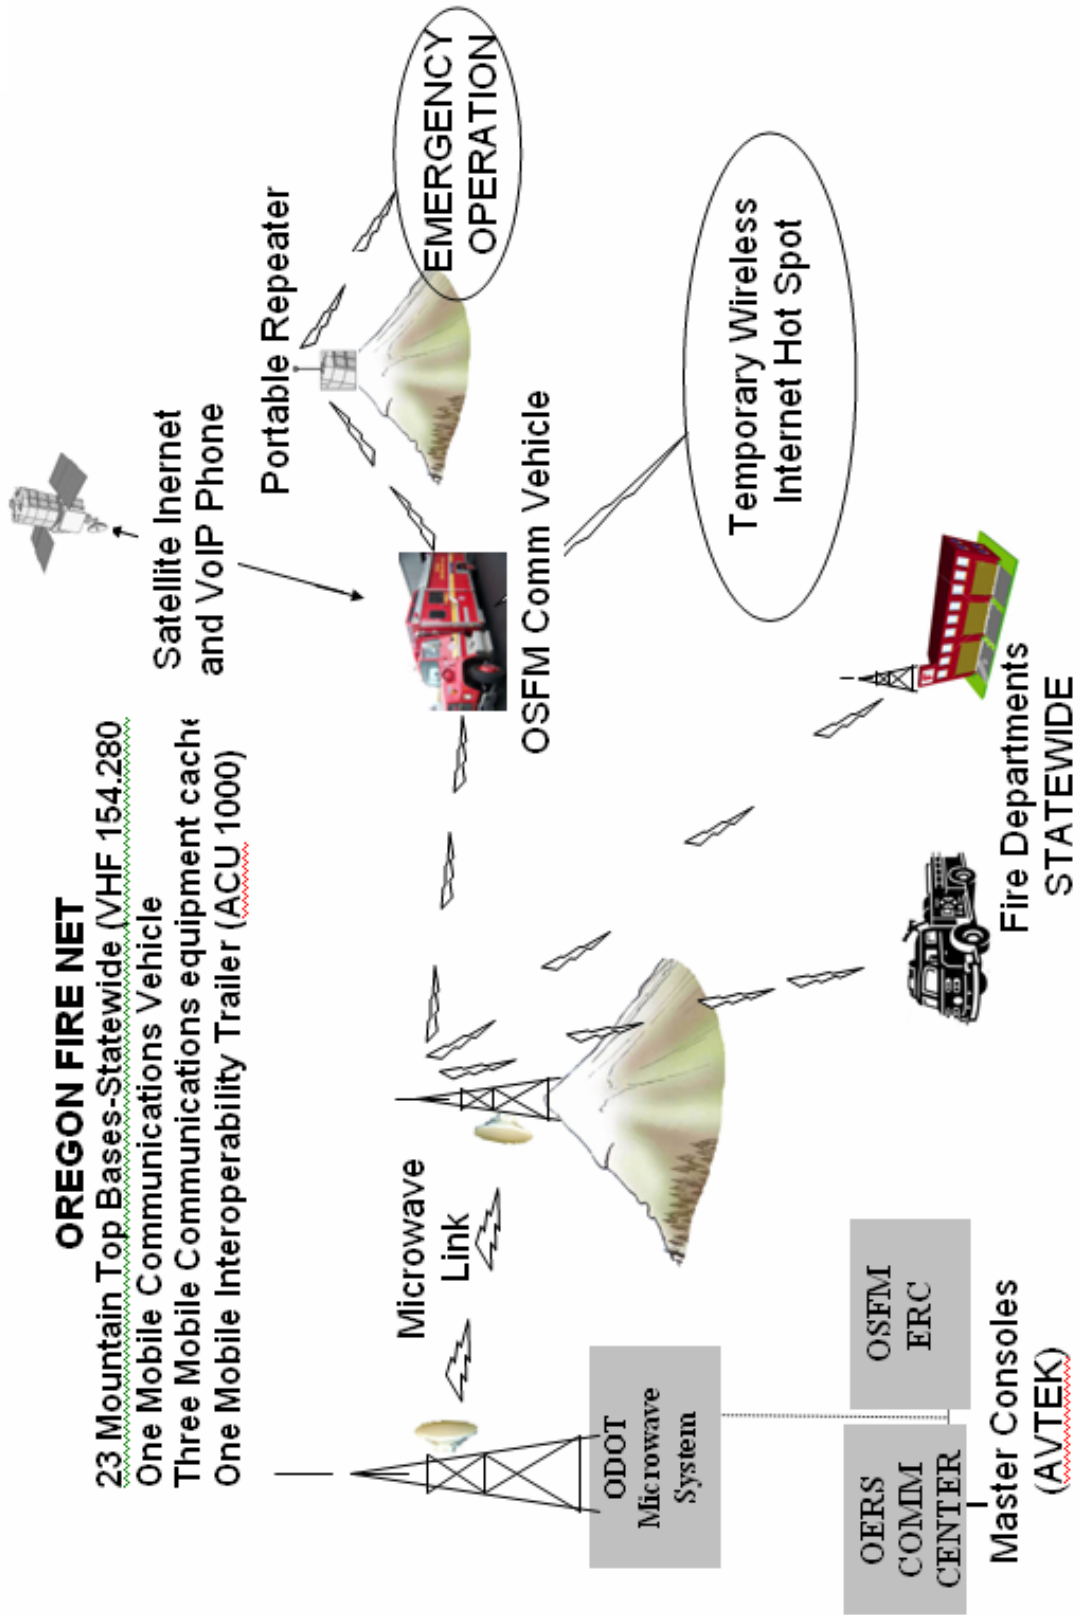 OREGON FIRE NET
23 Mountain Top Bases-Statewide (VHF 154.280
One Mobile Communications Vehicle
Three Mobile Communications equipment cache
One Mobile Interoperability Trailer (ACU 1000)
Satellite Inernet
and VoIP Phone
Portable Repeater
EMERGENCY
OPERATION
Microwave
Link
OSFM Comm Vehicle
Temporary Wireless
Internet Hot Spot
ODOT
Microwave
System
OERS
COMM
CENTER
OSFM
ERC
Master Consoles
(AVTEK)
Fire Departments
STATEWIDE